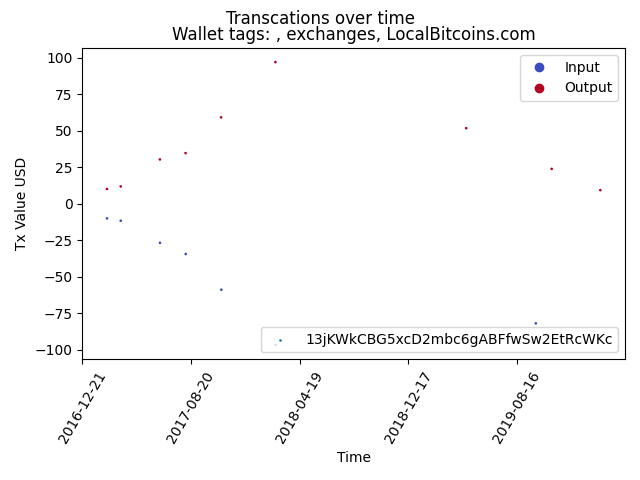 Transcations over time
Wallet tags: , exchanges, LocalBitcoins.com
Input
Output
Tx Value USD
100
75
50
25
0
−25
−50
−75
−100
13jKWkCBG5xcD2mbc6gABFfwSw2EtRcWKc
2016-12-21
2017-08-20
2018-04-19
2018-12-17
2019-08-16
Time